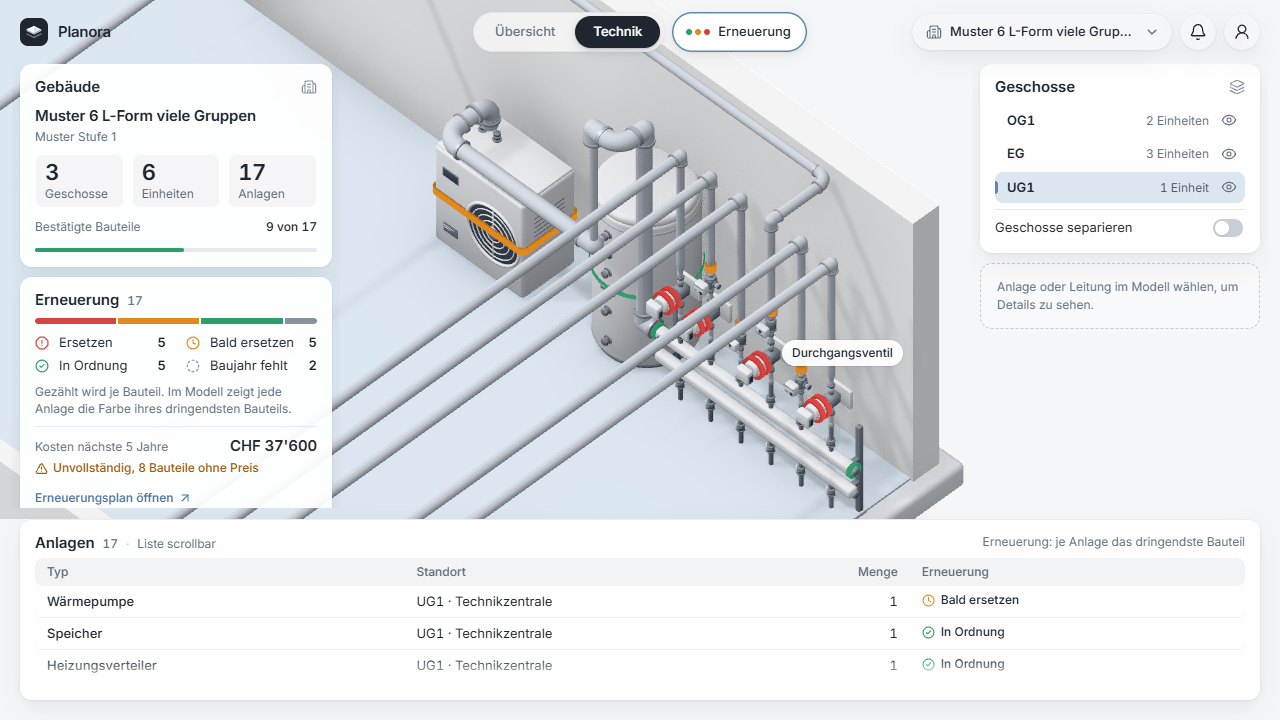 Planora
Übersicht
Technik
Erneuerung
Muster 6 L-Form viele Grup...
Gebäude
Muster 6 L-Form viele Gruppen
Muster Stufe 1
3
Geschosse
6
Einheiten
17
Anlagen
Bestätigte Bauteile 9 von 17
Erneuerung 17
Ersetzen 5
Bald ersetzen 5
In Ordnung 5
Baujahr fehlt 2
Gezählt wird je Bauteil. Im Modell zeigt jede
Anlage die Farbe ihres dringendsten Bauteils.
Kosten nächste 5 Jahre CHF 37'600
Unvollständig, 8 Bauteile ohne Preis
Erneuerungsplan öffnen
Durchgangsventil
Geschosse
OG1 2 Einheiten
EG 3 Einheiten
UG1 1 Einheit
Geschosse separieren
Anlage oder Leitung im Modell wählen, um
Details zu sehen.
Anlagen 17 · Liste scrollbar
Erneuerung: je Anlage das dringendste Bauteil
Typ Standort Menge Erneuerung
Wärmepumpe UG1 · Technikzentrale 1 Bald ersetzen
Speicher UG1 · Technikzentrale 1 In Ordnung
Heizungsverteiler UG1 · Technikzentrale 1 In Ordnung